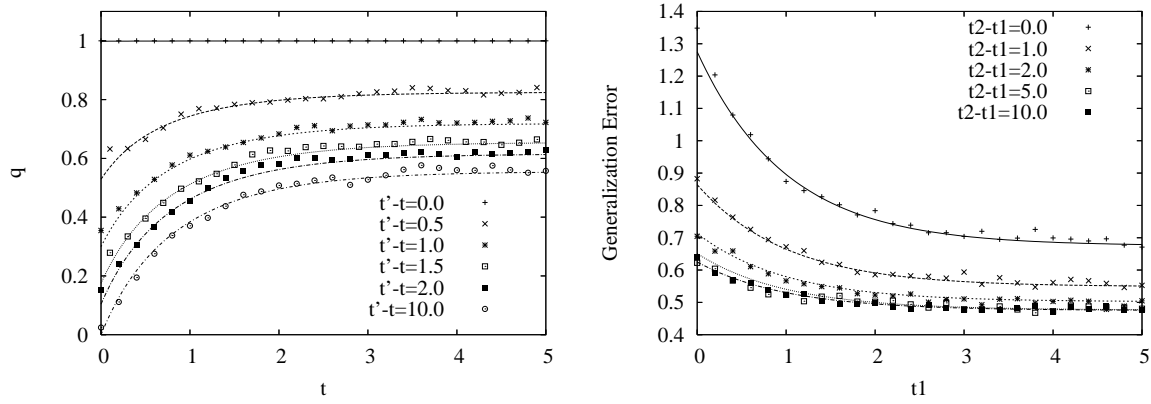 1
0.8
0.6
0.4
0.2
0
0 1 2 3 4 5
q
t
t'-t=0.0
t'-t=0.5
t'-t=1.0
t'-t=1.5
t'-t=2.0
t'-t=10.0
1.4
1.3
1.2
1.1
1
0.9
0.8
0.7
0.6
0.5
0.4
0 1 2 3 4 5
Generalization Error
t1
t2-t1=0.0
t2-t1=1.0
t2-t1=2.0
t2-t1=5.0
t2-t1=10.0